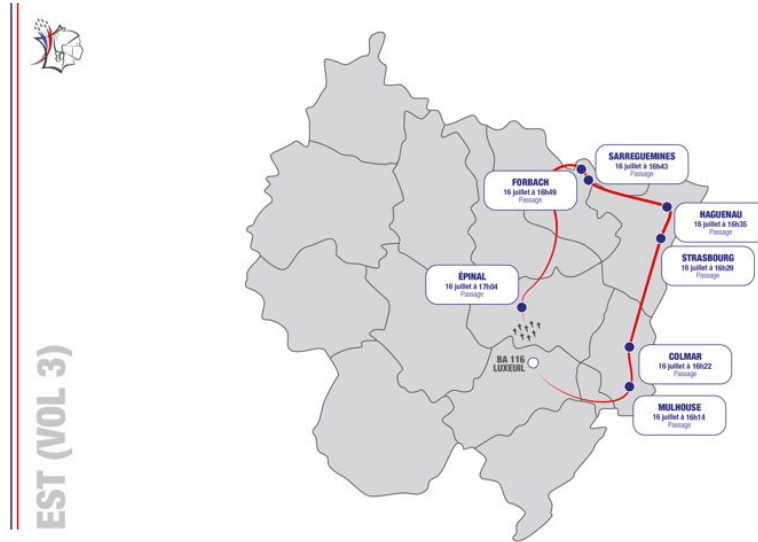 SARREGUEMINES
16 juillet à 16h43
Passage
FORBACH
16 juillet à 16h49
Passage
HAGUENAU
16 juillet à 16h35
Passage
STRASBOURG
16 juillet à 16h29
Passage
ÉPINAL
16 juillet à 17h04
Passage
BA 116
LUXEUIL
COLMAR
16 juillet à 16h22
Passage
MULHOUSE
16 juillet à 16h14
Passage
EST (VOL 3)